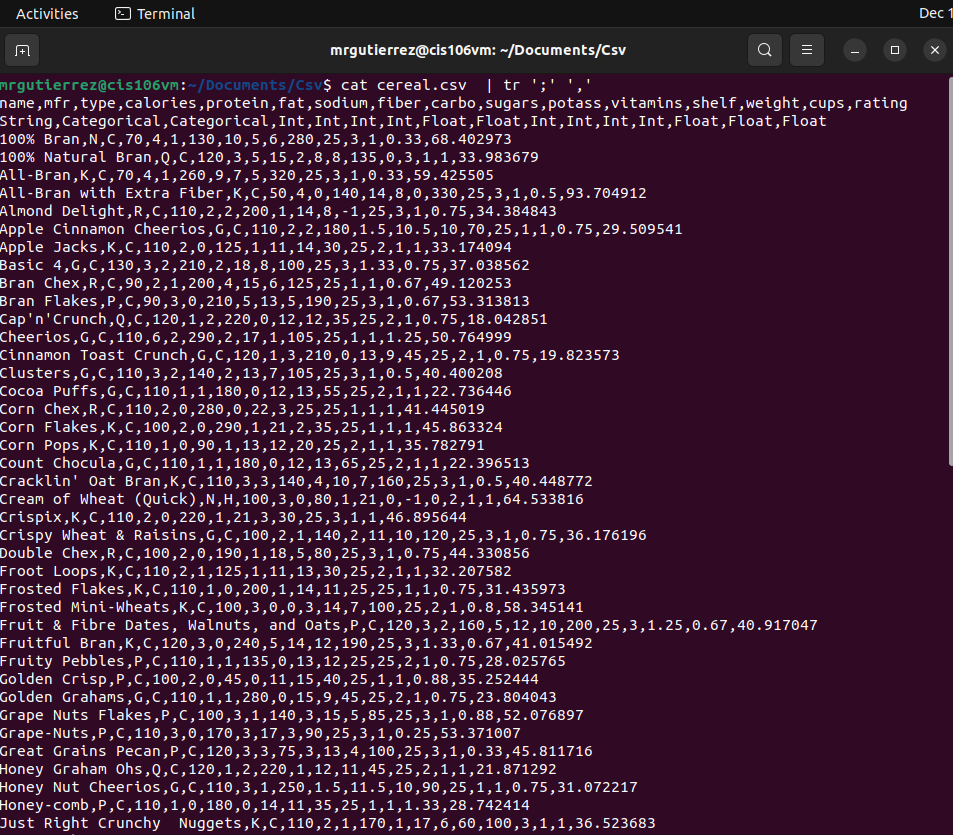 Activities Terminal Dec 1
mrgutierrez@cis106vm: ~/Documents/Csv
mrgutierrez@cis106vm:~/Documents/Csv$ cat cereal.csv  | tr ';' ','
name,mfr,type,calories,protein,fat,sodium,fiber,carbo,sugars,potass,vitamins,shelf,weight,cups,rating
String,Categorical,Categorical,Int,Int,Int,Int,Float,Float,Int,Int,Int,Int,Float,Float,Float
100% Bran,N,C,70,4,1,130,10,5,6,280,25,3,1,0.33,68.402973
100% Natural Bran,Q,C,120,3,5,15,2,8,8,135,0,3,1,1,33.983679
All-Bran,K,C,70,4,1,260,9,7,5,320,25,3,1,0.33,59.425505
All-Bran with Extra Fiber,K,C,50,4,0,140,14,8,0,330,25,3,1,0.5,93.704912
Almond Delight,R,C,110,2,2,200,1,14,8,-1,25,3,1,0.75,34.384843
Apple Cinnamon Cheerios,G,C,110,2,2,180,1.5,10.5,10,70,25,1,1,0.75,29.509541
Apple Jacks,K,C,110,2,0,125,1,11,14,30,25,2,1,1,33.174094
Basic 4,G,C,130,3,2,210,2,18,8,100,25,3,1.33,0.75,37.038562
Bran Chex,R,C,90,2,1,200,4,15,6,125,25,1,1,0.67,49.120253
Bran Flakes,P,C,90,3,0,210,5,13,5,190,25,3,1,0.67,53.313813
Cap'n'Crunch,Q,C,120,1,2,220,0,12,12,35,25,2,1,0.75,18.042851
Cheerios,G,C,110,6,2,290,2,17,1,105,25,1,1,1.25,50.764999
Cinnamon Toast Crunch,G,C,120,1,3,210,0,13,9,45,25,2,1,0.75,19.823573
Clusters,G,C,110,3,2,140,2,13,7,105,25,3,1,0.5,40.400208
Cocoa Puffs,G,C,110,1,1,180,0,12,13,55,25,2,1,1,22.736446
Corn Chex,R,C,110,2,0,280,0,22,3,25,25,1,1,1,41.445019
Corn Flakes,K,C,100,2,0,290,1,21,2,35,25,1,1,1,45.863324
Corn Pops,K,C,110,1,0,90,1,13,12,20,25,2,1,1,35.782791
Count Chocula,G,C,110,1,1,180,0,12,13,65,25,2,1,1,22.396513
Cracklin' Oat Bran,K,C,110,3,3,140,4,10,7,160,25,3,1,0.5,40.448772
Cream of Wheat (Quick),N,H,100,3,0,80,1,21,0,-1,0,2,1,1,64.533816
Crispix,K,C,110,2,0,220,1,21,3,30,25,3,1,1,46.895644
Crispy Wheat & Raisins,G,C,100,2,1,140,2,11,10,120,25,3,1,0.75,36.176196
Double Chex,R,C,100,2,0,190,1,18,5,80,25,3,1,0.75,44.330856
Froot Loops,K,C,110,2,1,125,1,11,13,30,25,2,1,1,32.207582
Frosted Flakes,K,C,110,1,0,200,1,14,11,25,25,1,1,0.75,31.435973
Frosted Mini-Wheats,K,C,100,3,0,0,3,14,7,100,25,2,1,0.8,58.345141
Fruit & Fibre Dates, Walnuts, and Oats,P,C,120,3,2,160,5,12,10,200,25,3,1.25,0.67,40.917047
Fruitful Bran,K,C,120,3,0,240,5,14,12,190,25,3,1.33,0.67,41.015492
Fruity Pebbles,P,C,110,1,1,135,0,13,12,25,25,2,1,0.75,28.025765
Golden Crisp,P,C,100,2,0,45,0,11,15,40,25,1,1,0.88,35.252444
Golden Grahams,G,C,110,1,1,280,0,15,9,45,25,2,1,0.75,23.804043
Grape Nuts Flakes,P,C,100,3,1,140,3,15,5,85,25,3,1,0.88,52.076897
Grape-Nuts,P,C,110,3,0,170,3,17,3,90,25,3,1,0.25,53.371007
Great Grains Pecan,P,C,120,3,3,75,3,13,4,100,25,3,1,0.33,45.811716
Honey Graham Ohs,Q,C,120,1,2,220,1,12,11,45,25,2,1,1,21.871292
Honey Nut Cheerios,G,C,110,3,1,250,1.5,11.5,10,90,25,1,1,0.75,31.072217
Honey-comb,P,C,110,1,0,180,0,14,11,35,25,1,1,1.33,28.742414
Just Right Crunchy  Nuggets,K,C,110,2,1,170,1,17,6,60,100,3,1,1,36.523683